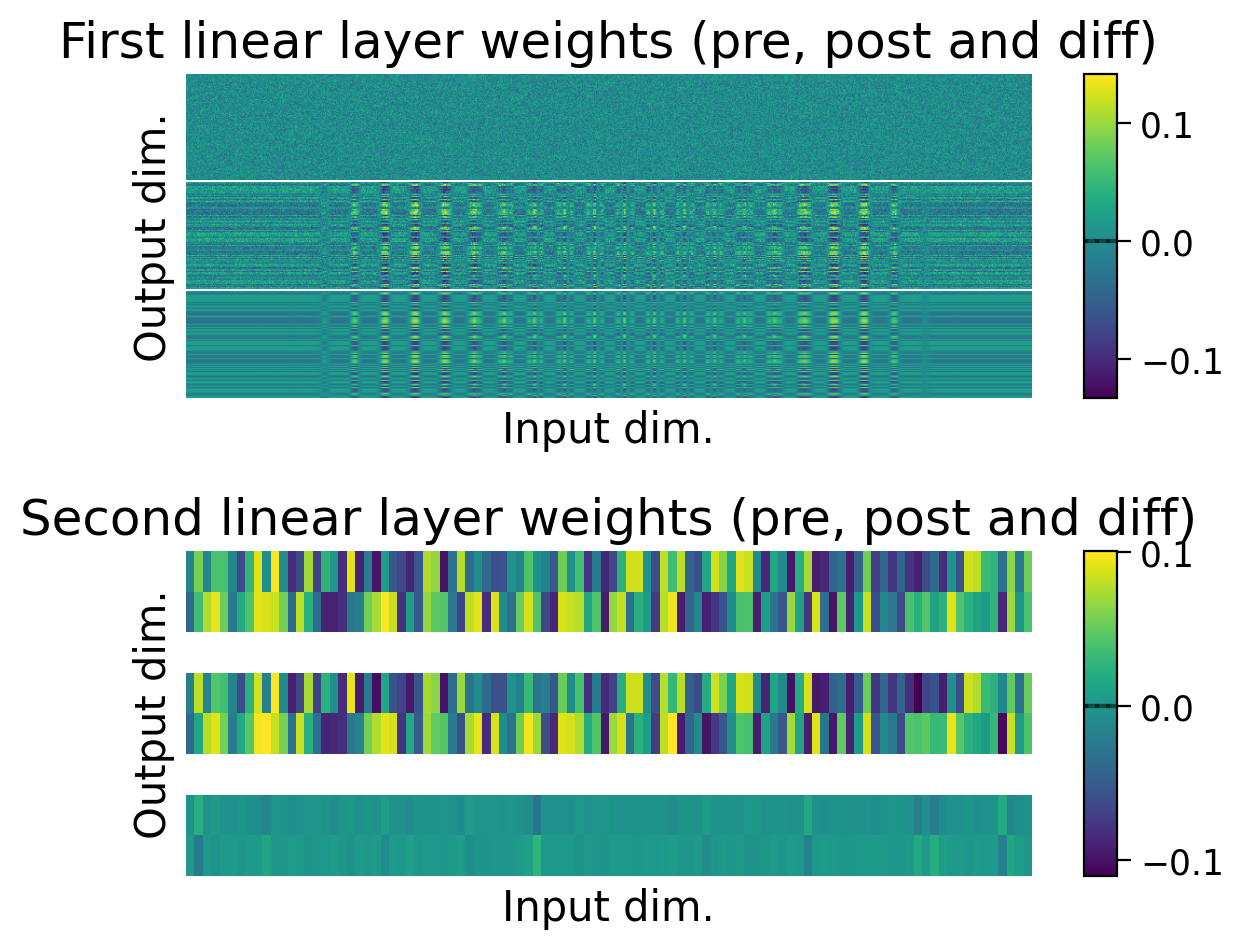 First linear layer weights (pre, post and diff)
Output dim.
0.1
0.0
−0.1
Input dim.
Second linear layer weights (pre, post and diff)
Output dim.
0.1
0.0
−0.1
Input dim.